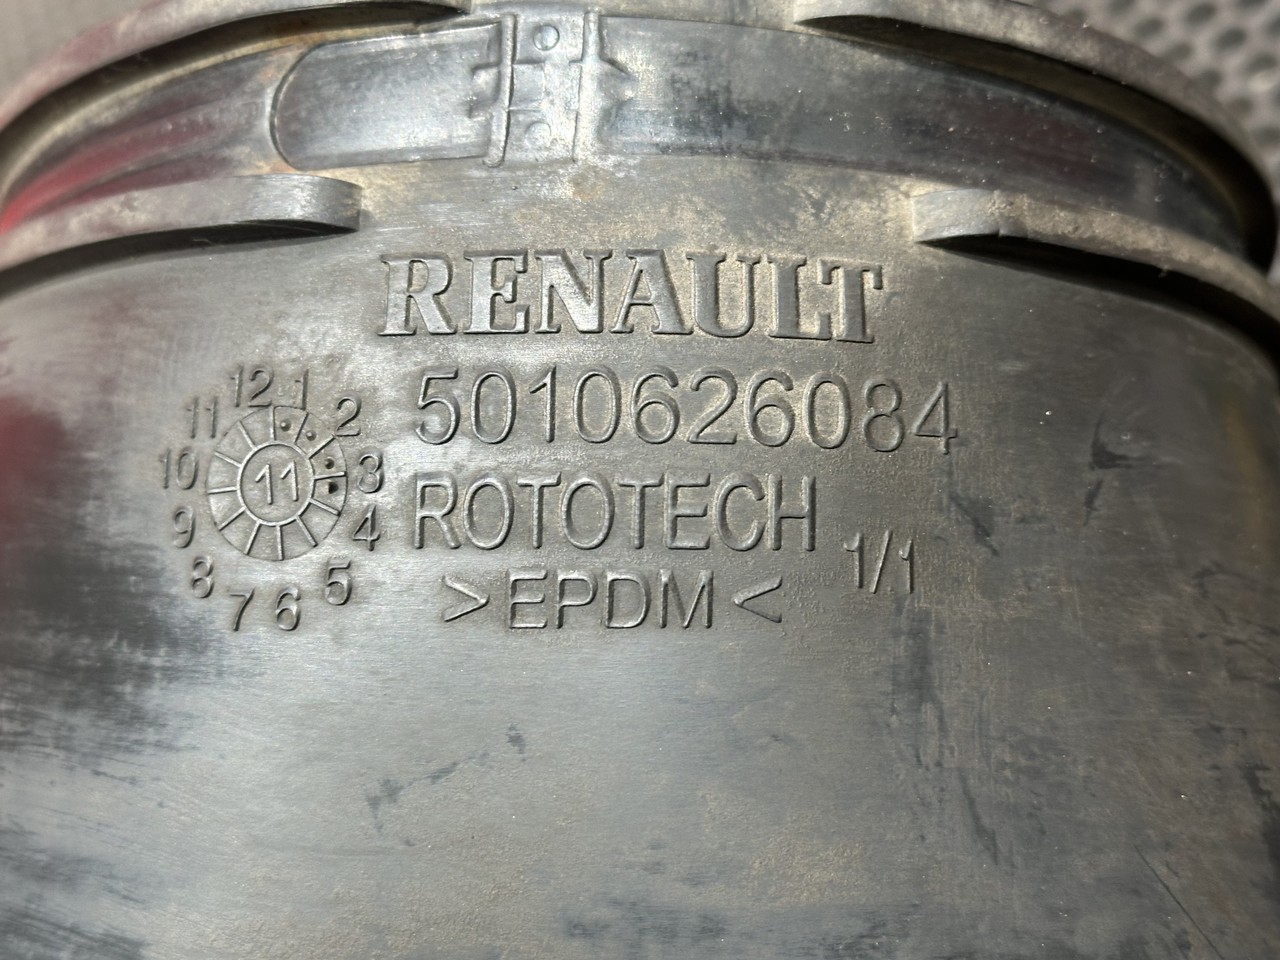 RENAULT
5010626084
ROTOTECH 1/1
>EPDM<
12 1 2 3 4 5 6 7 8 9 10 11
11